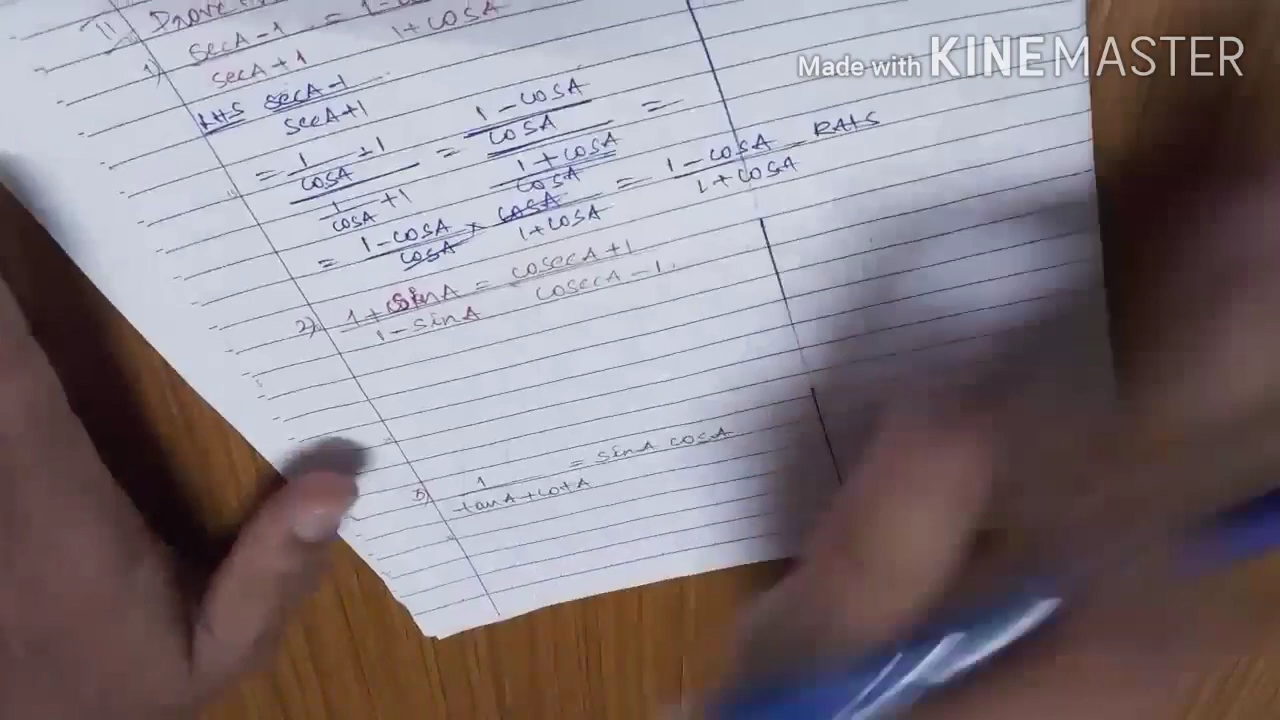 Made with KINEMASTER
11) Prove
1) secA-1 / secA+1 = 1- / 1+cosA
LHS secA-1 / secA+1
= 1/cosA -1 / 1/cosA +1 = 1-cosA/cosA / 1+cosA/cosA =
= 1-cosA/cosA × cosA/1+cosA = 1-cosA/1+cosA = RHS
2) 1+sinA / 1-sinA = cosecA+1 / cosecA-1.
1 / tanA+cotA = sinA cosA